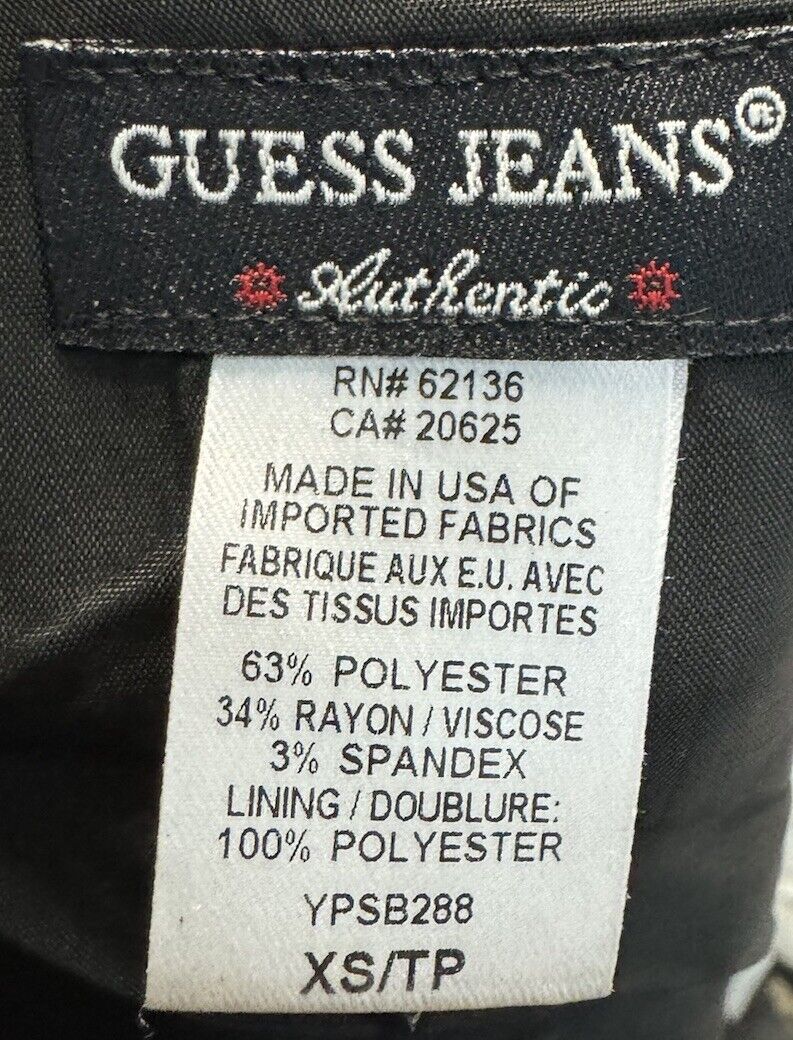 GUESS JEANS®
Authentic
RN# 62136
CA# 20625
MADE IN USA OF
IMPORTED FABRICS
FABRIQUE AUX E.U. AVEC
DES TISSUS IMPORTES
63% POLYESTER
34% RAYON / VISCOSE
3% SPANDEX
LINING / DOUBLURE:
100% POLYESTER
YPSB288
XS/TP